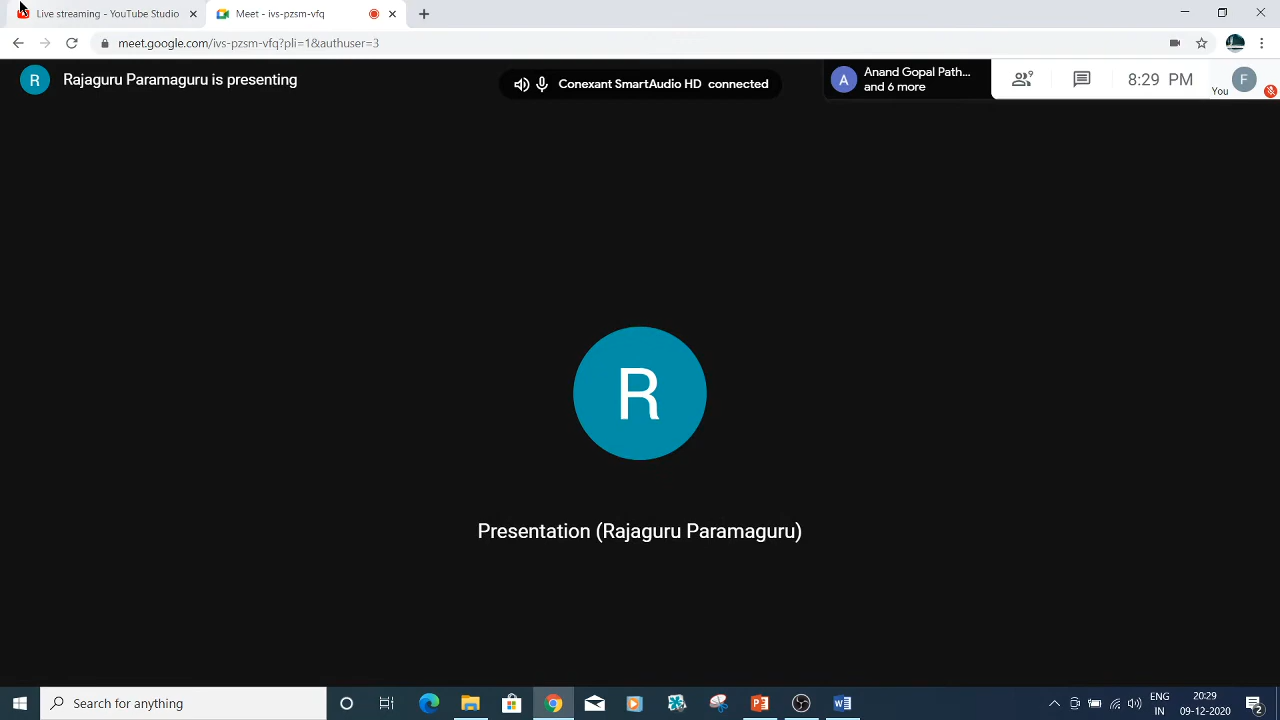 Live streaming - YouTube Studio
Meet - ivs-pzsm-vfq
meet.google.com/ivs-pzsm-vfq?pli=1&authuser=3
R
Rajaguru Paramaguru is presenting
Conexant SmartAudio HD connected
A
Anand Gopal Path...
and 6 more
9
8:29 PM
You
F
R
Presentation (Rajaguru Paramaguru)
Search for anything
ENG
IN
20:29
09-12-2020
2